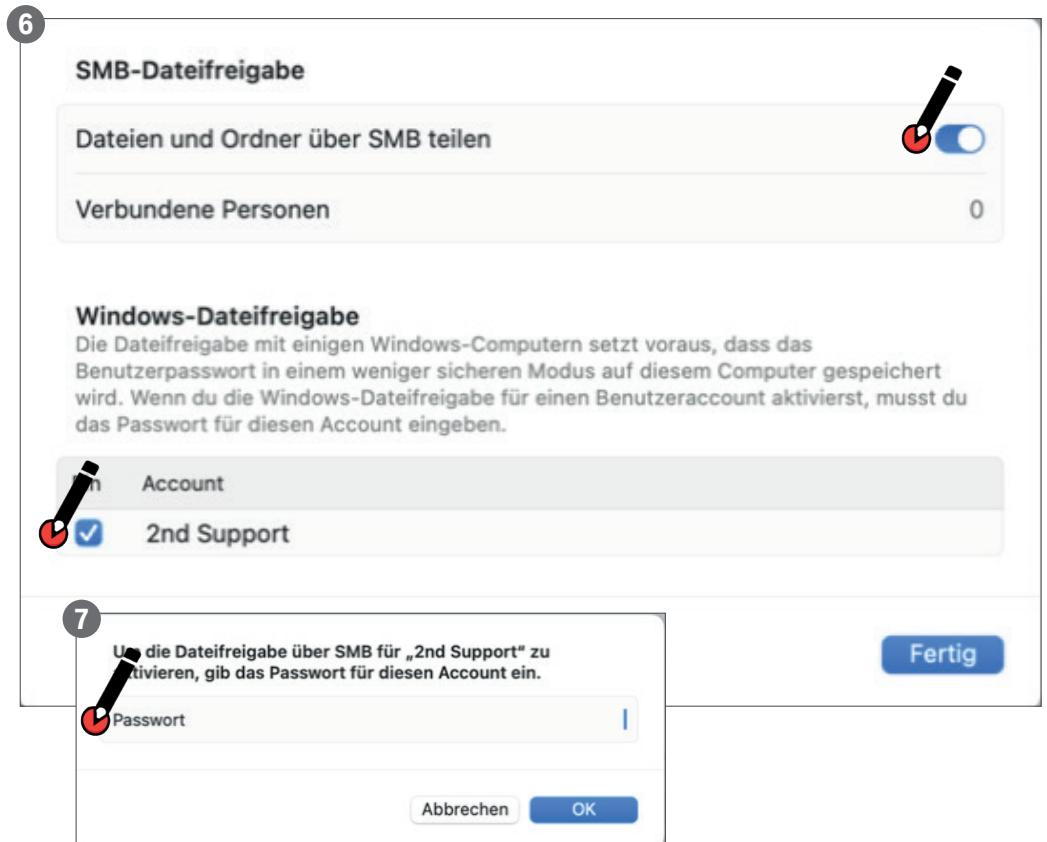 6
SMB-Dateifreigabe
Dateien und Ordner über SMB teilen
Verbundene Personen 0
Windows-Dateifreigabe
Die Dateifreigabe mit einigen Windows-Computern setzt voraus, dass das
Benutzerpasswort in einem weniger sicheren Modus auf diesem Computer gespeichert
wird. Wenn du die Windows-Dateifreigabe für einen Benutzeraccount aktivierst, musst du
das Passwort für diesen Account eingeben.
Account
2nd Support
Fertig
7
die Dateifreigabe über SMB für „2nd Support“ zu
gib das Passwort für diesen Account ein.
Passwort
Abbrechen OK